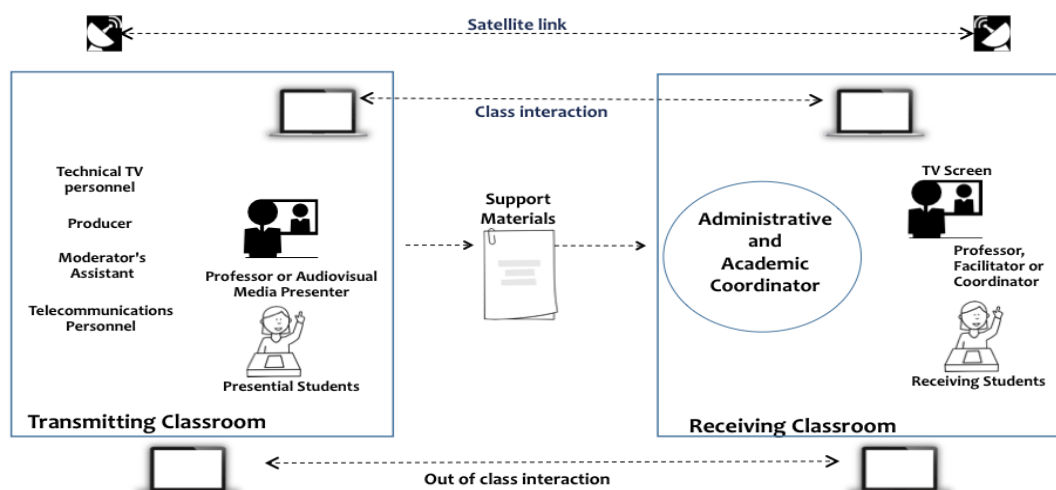 Satellite link
Class interaction
Technical TV
personnel
Producer
Moderator's
Assistant
Telecommunications
Personnel
Professor or Audiovisual
Media Presenter
Presential Students
Transmitting Classroom
Support
Materials
Administrative
and
Academic
Coordinator
TV Screen
Professor,
Facilitator or
Coordinator
Receiving Students
Receiving Classroom
Out of class interaction